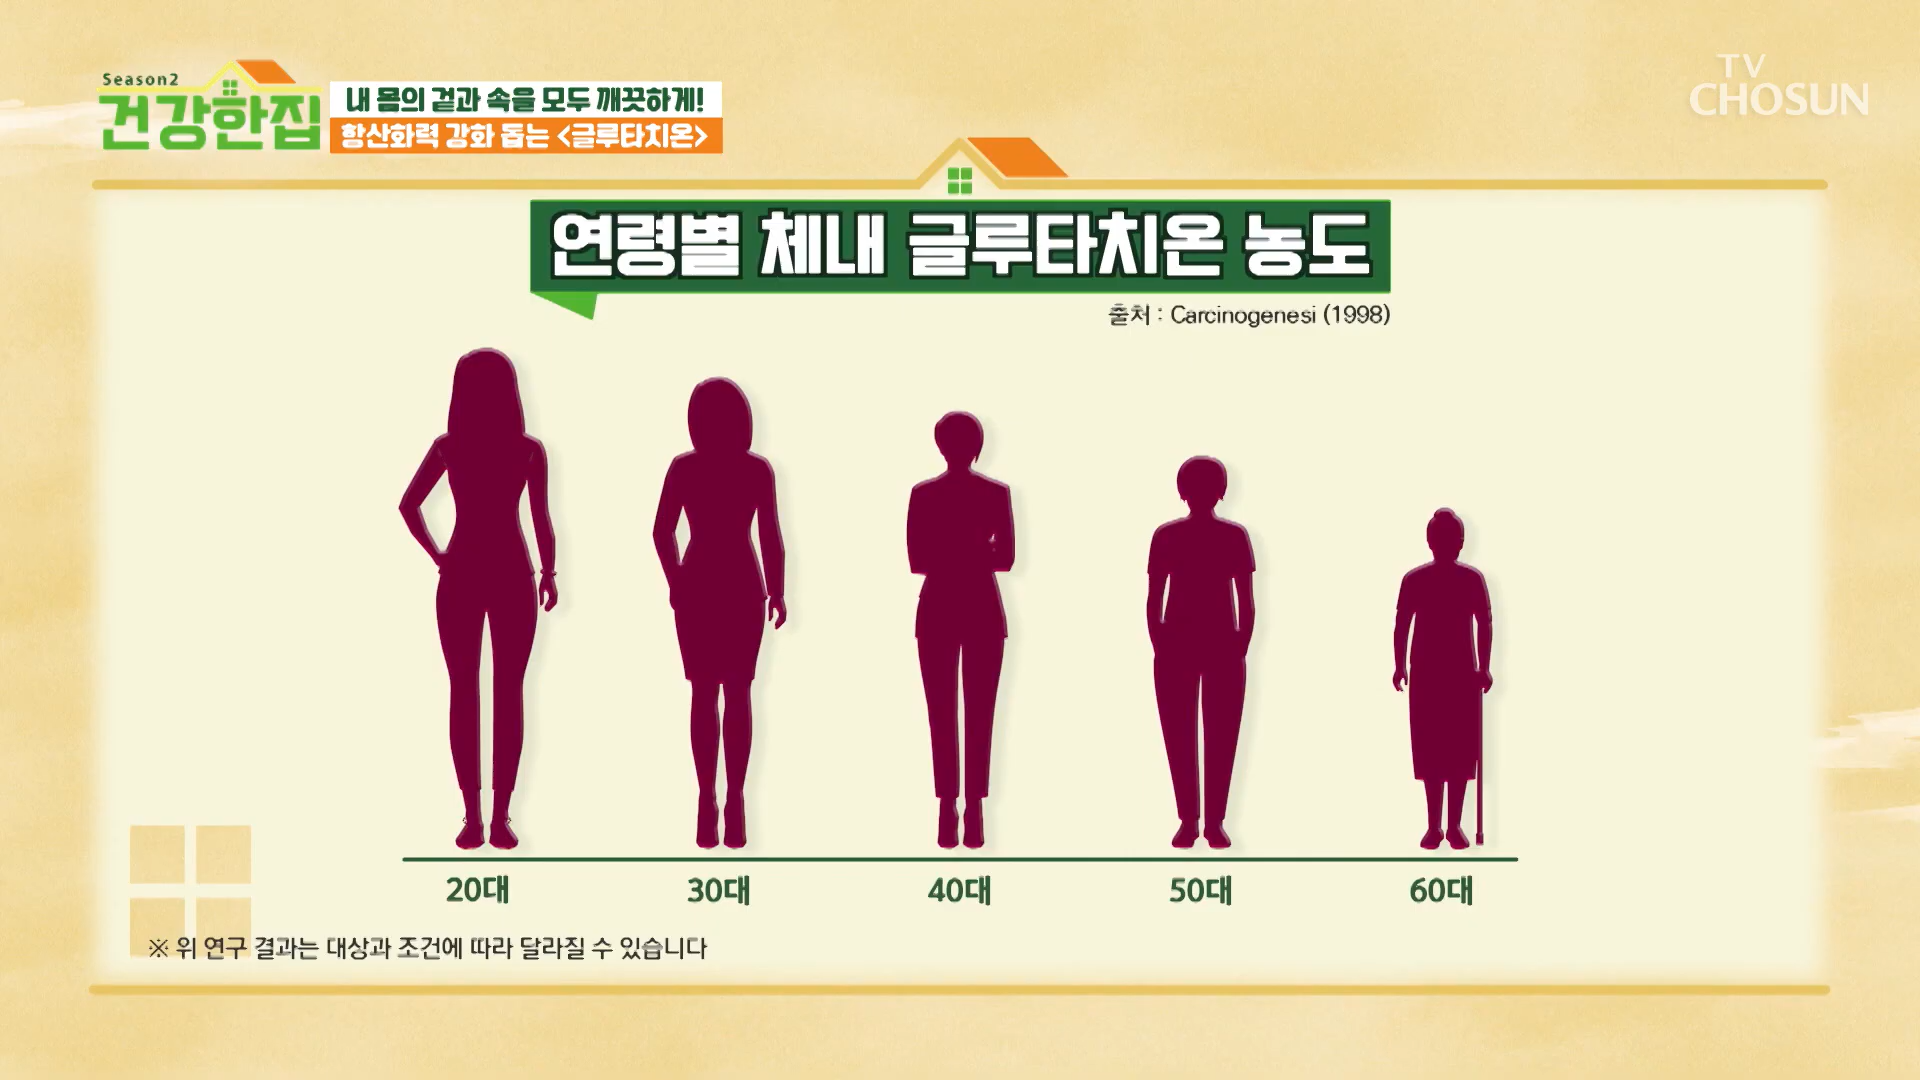 Season2
건강한집
내 몸의 겉과 속을 모두 깨끗하게!
항산화력 강화 돕는 <글루타치온>
TV
CHOSUN
연령별 체내 글루타치온 농도
출처 : Carcinogenesi (1998)
20대 30대 40대 50대 60대
※ 위 연구 결과는 대상과 조건에 따라 달라질 수 있습니다